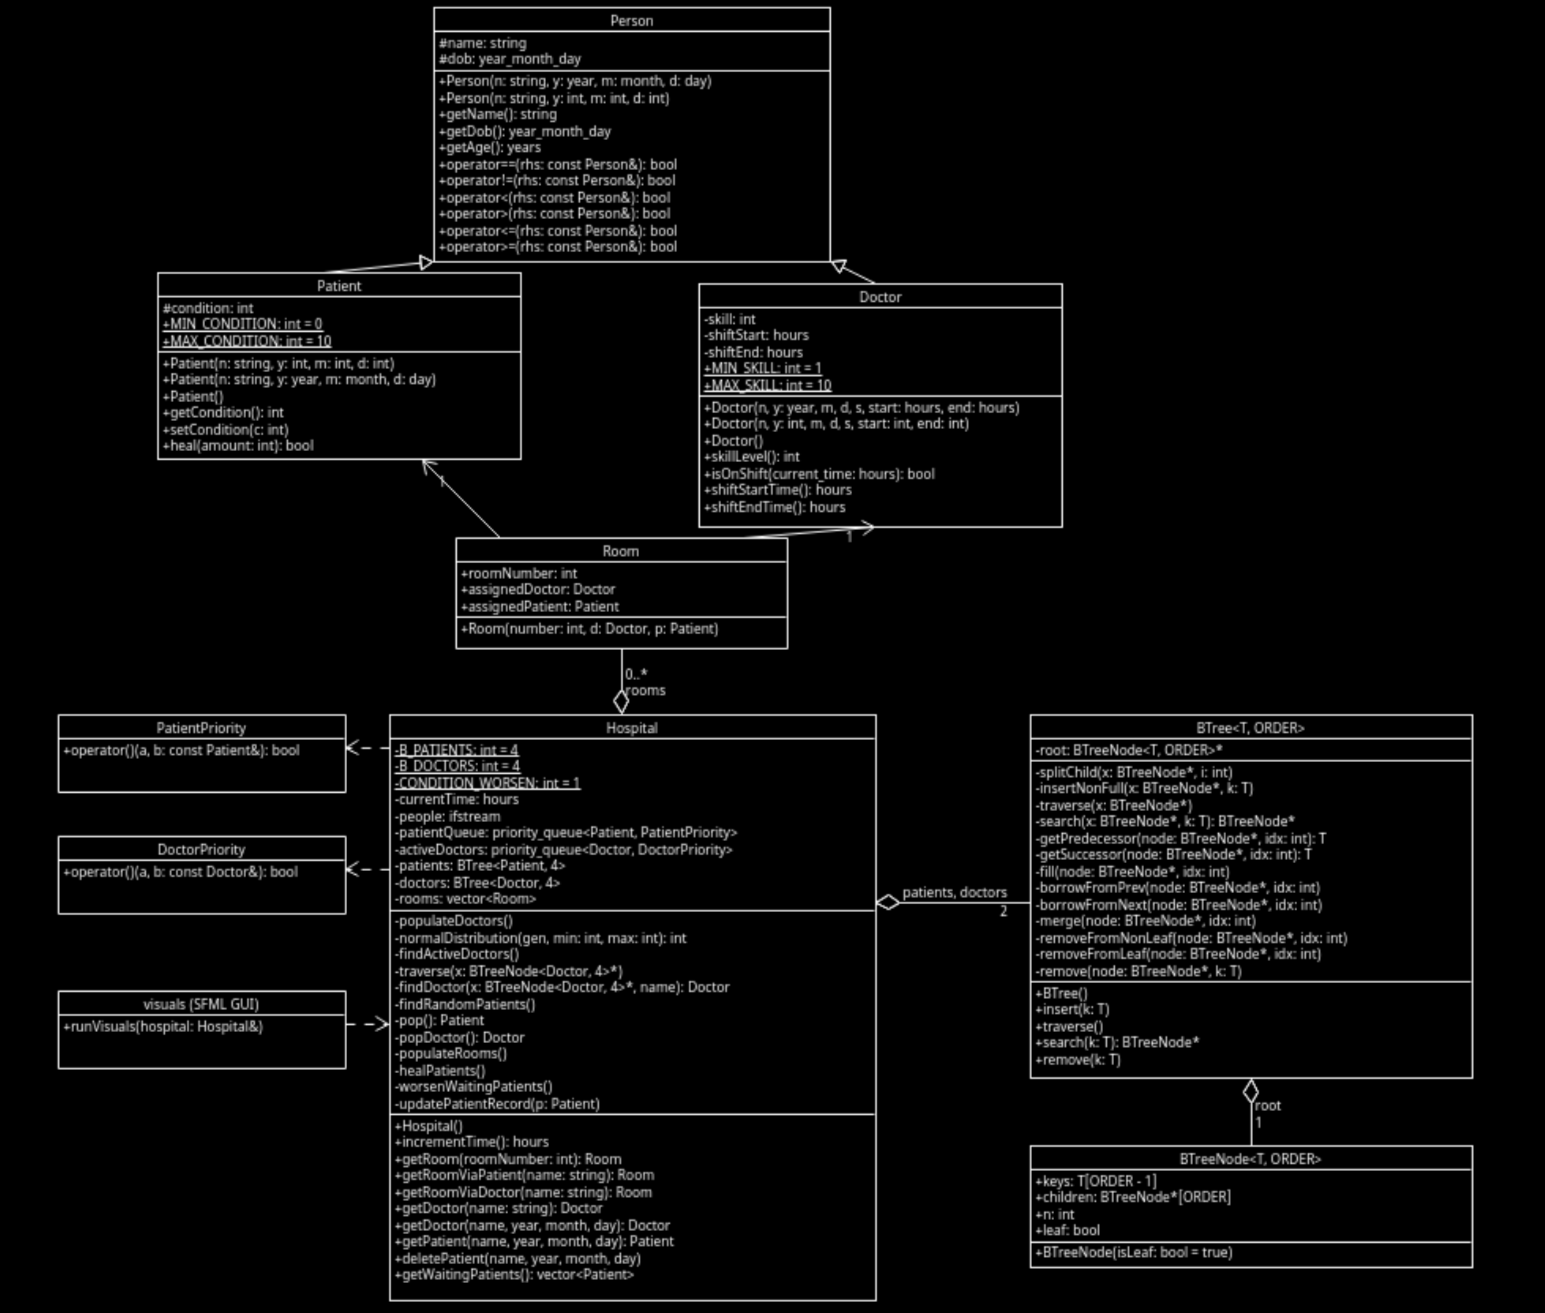 Person
#name: string
#dob: year_month_day
+Person(n: string, y: year, m: month, d: day)
+Person(n: string, y: int, m: int, d: int)
+getName(): string
+getDob(): year_month_day
+getAge(): years
+operator==(rhs: const Person&): bool
+operator!=(rhs: const Person&): bool
+operator<(rhs: const Person&): bool
+operator>(rhs: const Person&): bool
+operator<=(rhs: const Person&): bool
+operator>=(rhs: const Person&): bool
Patient
#condition: int
+MIN_CONDITION: int = 0
+MAX_CONDITION: int = 10
+Patient(n: string, y: int, m: int, d: int)
+Patient(n: string, y: year, m: month, d: day)
+Patient()
+getCondition(): int
+setCondition(c: int)
+heal(amount: int): bool
Doctor
-skill: int
-shiftStart: hours
-shiftEnd: hours
+MIN_SKILL: int = 1
+MAX_SKILL: int = 10
+Doctor(n, y: year, m, d, s, start: hours, end: hours)
+Doctor(n, y: int, m, d, s, start: int, end: int)
+Doctor()
+skillLevel(): int
+isOnShift(current_time: hours): bool
+shiftStartTime(): hours
+shiftEndTime(): hours
1
1
Room
+roomNumber: int
+assignedDoctor: Doctor
+assignedPatient: Patient
+Room(number: int, d: Doctor, p: Patient)
0..*
rooms
PatientPriority
+operator()(a, b: const Patient&): bool
DoctorPriority
+operator()(a, b: const Doctor&): bool
visuals (SFML GUI)
+runVisuals(hospital: Hospital&)
Hospital
-B_PATIENTS: int = 4
-B_DOCTORS: int = 4
-CONDITION_WORSEN: int = 1
-currentTime: hours
-people: ifstream
-patientQueue: priority_queue<Patient, PatientPriority>
-activeDoctors: priority_queue<Doctor, DoctorPriority>
-patients: BTree<Patient, 4>
-doctors: BTree<Doctor, 4>
-rooms: vector<Room>
-populateDoctors()
-normalDistribution(gen, min: int, max: int): int
-findActiveDoctors()
-traverse(x: BTreeNode<Doctor, 4>*)
-findDoctor(x: BTreeNode<Doctor, 4>*, name): Doctor
-findRandomPatients()
-pop(): Patient
-popDoctor(): Doctor
-populateRooms()
-healPatients()
-worsenWaitingPatients()
-updatePatientRecord(p: Patient)
+Hospital()
+incrementTime(): hours
+getRoom(roomNumber: int): Room
+getRoomViaPatient(name: string): Room
+getRoomViaDoctor(name: string): Room
+getDoctor(name: string): Doctor
+getDoctor(name, year, month, day): Doctor
+getPatient(name, year, month, day): Patient
+deletePatient(name, year, month, day)
+getWaitingPatients(): vector<Patient>
patients, doctors
2
BTree<T, ORDER>
-root: BTreeNode<T, ORDER>*
-splitChild(x: BTreeNode*, i: int)
-insertNonFull(x: BTreeNode*, k: T)
-traverse(x: BTreeNode*)
-search(x: BTreeNode*, k: T): BTreeNode*
-getPredecessor(node: BTreeNode*, idx: int): T
-getSuccessor(node: BTreeNode*, idx: int): T
-fill(node: BTreeNode*, idx: int)
-borrowFromPrev(node: BTreeNode*, idx: int)
-borrowFromNext(node: BTreeNode*, idx: int)
-merge(node: BTreeNode*, idx: int)
-removeFromNonLeaf(node: BTreeNode*, idx: int)
-removeFromLeaf(node: BTreeNode*, idx: int)
-remove(node: BTreeNode*, k: T)
+BTree()
+insert(k: T)
+traverse()
+search(k: T): BTreeNode*
+remove(k: T)
root
1
BTreeNode<T, ORDER>
+keys: T[ORDER - 1]
+children: BTreeNode*[ORDER]
+n: int
+leaf: bool
+BTreeNode(isLeaf: bool = true)